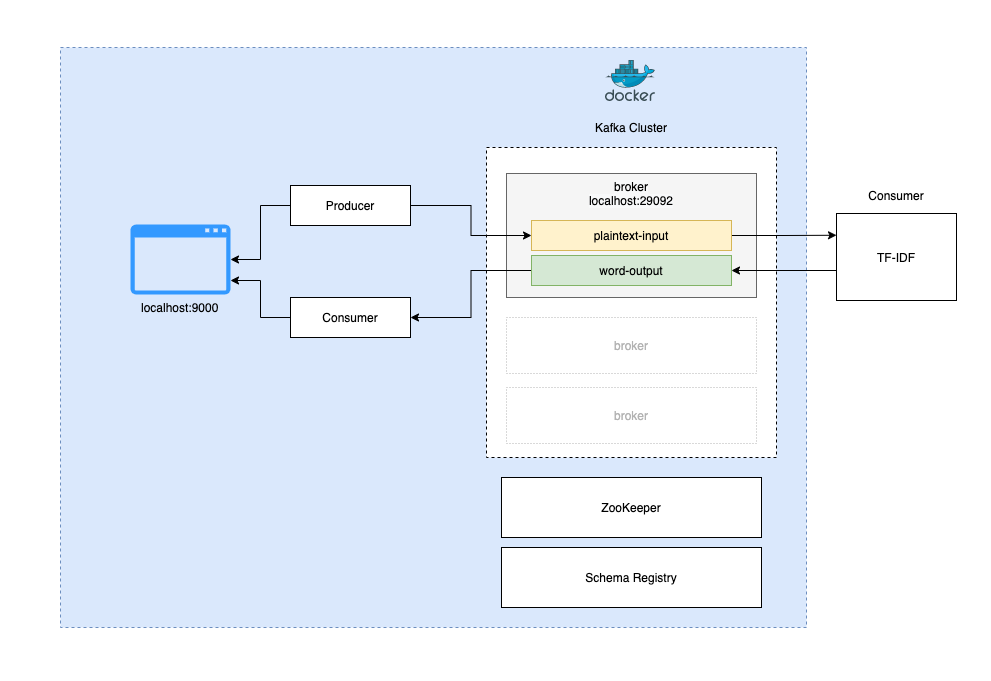 docker
Kafka Cluster
broker
localhost:29092
plaintext-input
word-output
broker
broker
Producer
Consumer
localhost:9000
Consumer
TF-IDF
ZooKeeper
Schema Registry